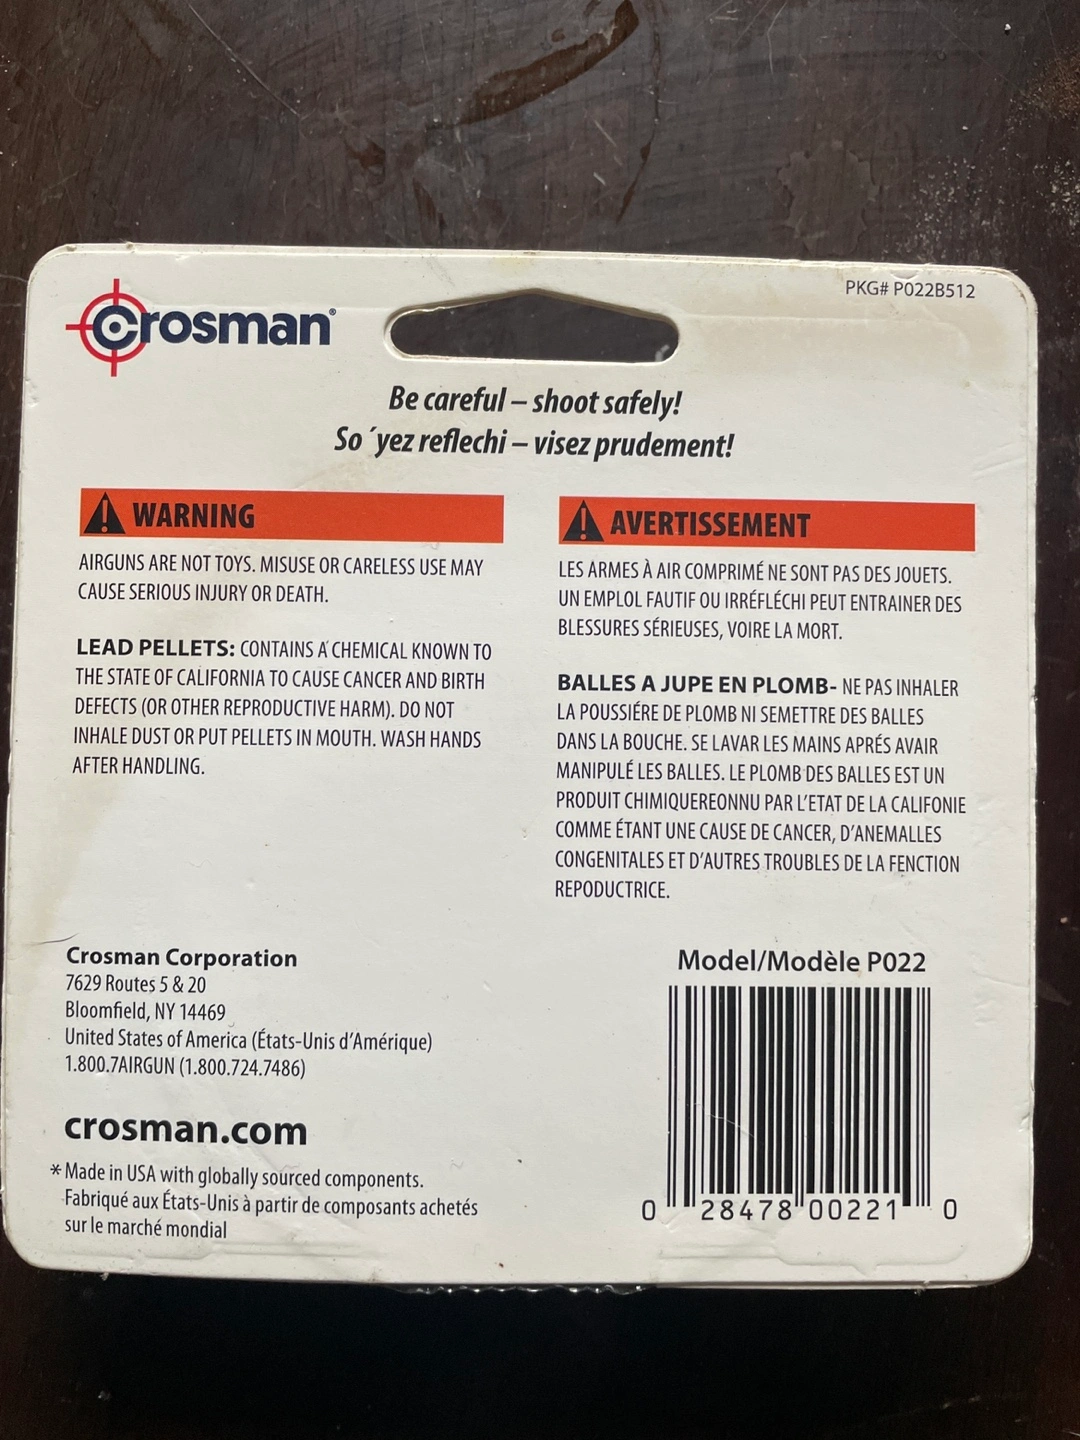 PKG# P022B512
Crosman®
Be careful – shoot safely!
So ´yez reflechi – visez prudement!
WARNING
AIRGUNS ARE NOT TOYS. MISUSE OR CARELESS USE MAY
CAUSE SERIOUS INJURY OR DEATH.
LEAD PELLETS: CONTAINS A CHEMICAL KNOWN TO
THE STATE OF CALIFORNIA TO CAUSE CANCER AND BIRTH
DEFECTS (OR OTHER REPRODUCTIVE HARM). DO NOT
INHALE DUST OR PUT PELLETS IN MOUTH. WASH HANDS
AFTER HANDLING.
AVERTISSEMENT
LES ARMES À AIR COMPRIMÉ NE SONT PAS DES JOUETS.
UN EMPLOL FAUTIF OU IRRÉFLÉCHI PEUT ENTRAINER DES
BLESSURES SÉRIEUSES, VOIRE LA MORT.
BALLES A JUPE EN PLOMB- NE PAS INHALER
LA POUSSIÉRE DE PLOMB NI SEMETTRE DES BALLES
DANS LA BOUCHE. SE LAVAR LES MAINS APRÉS AVAIR
MANIPULÉ LES BALLES. LE PLOMB DES BALLES EST UN
PRODUIT CHIMIQUEREONNU PAR L'ETAT DE LA CALIFONIE
COMME ÉTANT UNE CAUSE DE CANCER, D'ANEMALLES
CONGENITALES ET D'AUTRES TROUBLES DE LA FENCTION
REPODUCTRICE.
Crosman Corporation
7629 Routes 5 & 20
Bloomfield, NY 14469
United States of America (États-Unis d'Amérique)
1.800.7AIRGUN (1.800.724.7486)
crosman.com
* Made in USA with globally sourced components.
Fabriqué aux États-Unis à partir de composants achetés
sur le marché mondial
Model/Modèle P022
0 28478 00221 0